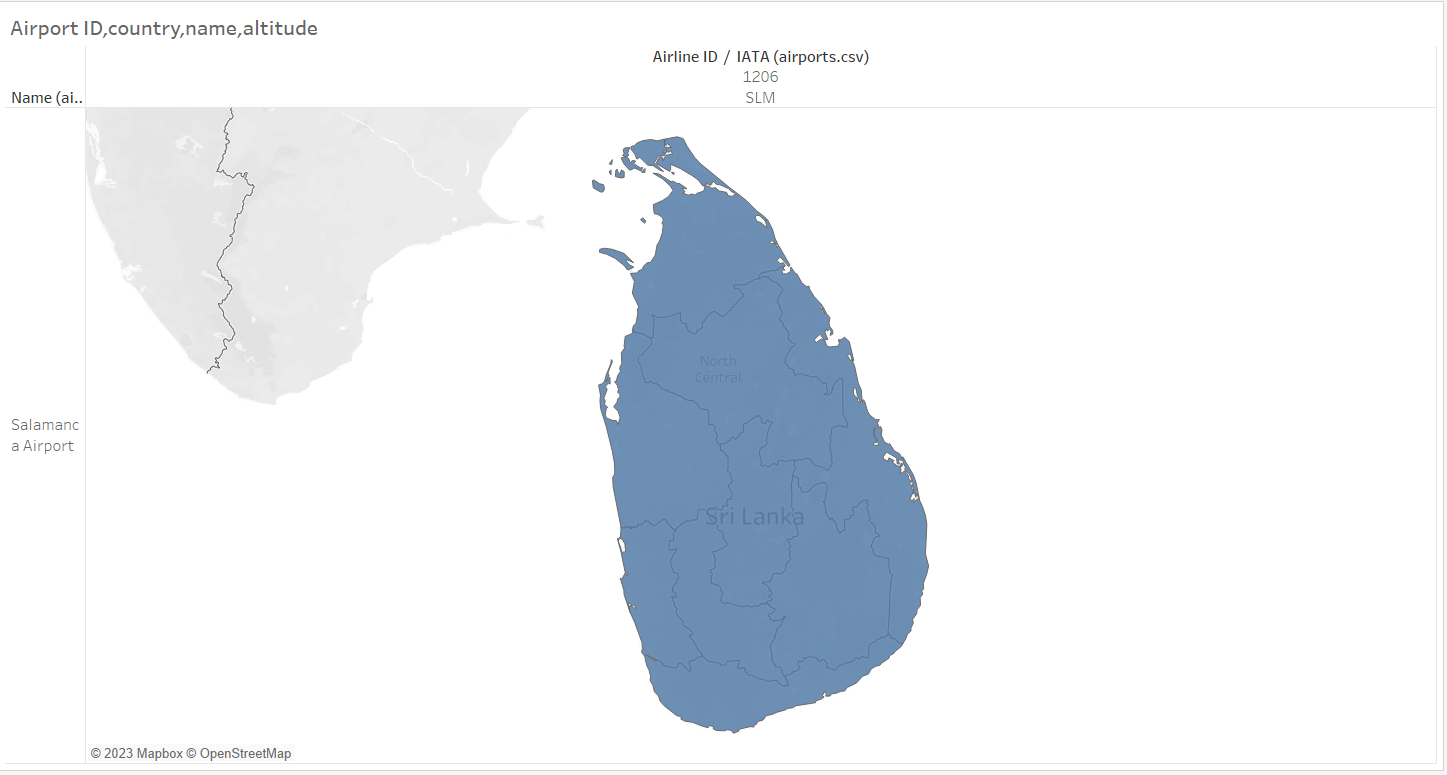 Airport ID,country,name,altitude
Airline ID / IATA (airports.csv)
1206
Name (ai..
SLM
North
Central
Salamanc
a Airport
Sri Lanka
© 2023 Mapbox © OpenStreetMap